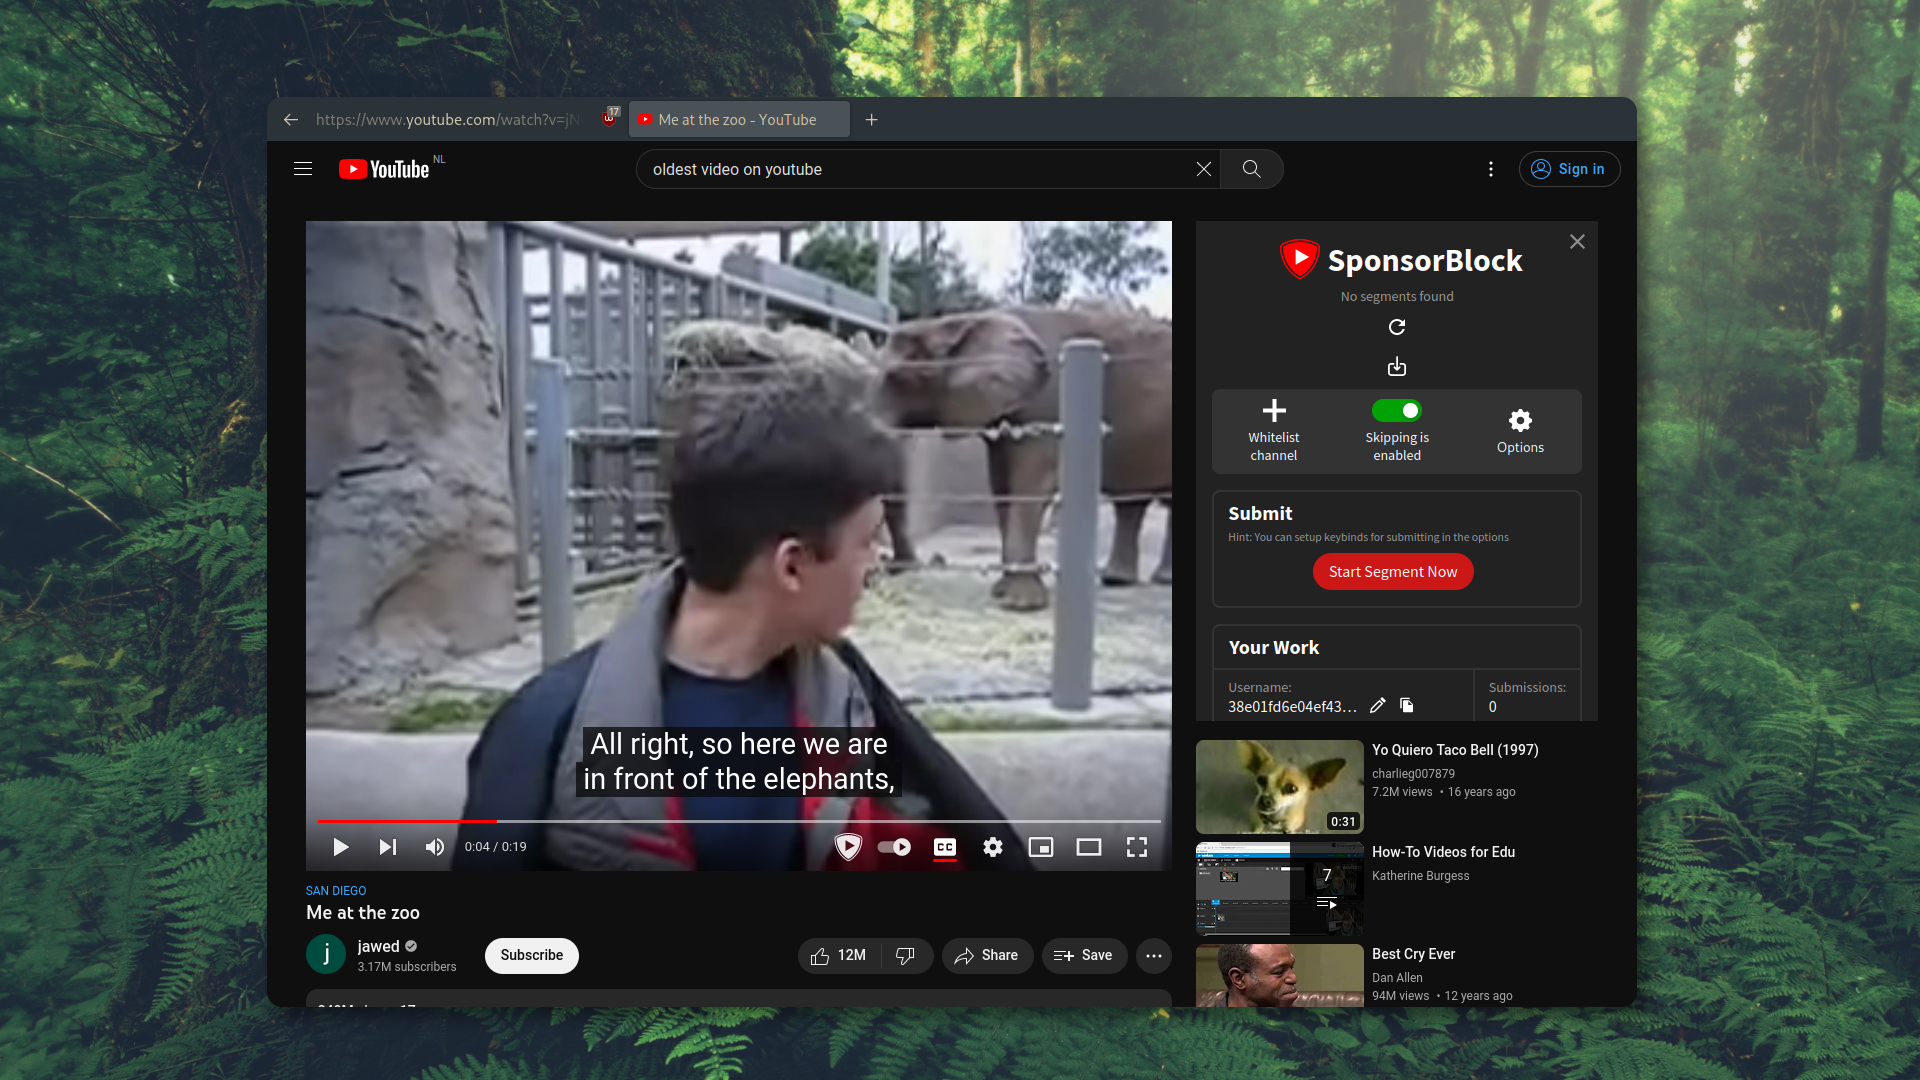 https://www.youtube.com/watch?v=jN
17
Me at the zoo - YouTube
YouTube NL
oldest video on youtube
Sign in
All right, so here we are
in front of the elephants,
0:04 / 0:19
CC
SAN DIEGO
Me at the zoo
j
jawed
3.17M subscribers
Subscribe
12M
Share
Save
SponsorBlock
No segments found
Whitelist
channel
Skipping is
enabled
Options
Submit
Hint: You can setup keybinds for submitting in the options
Start Segment Now
Your Work
Username:
38e01fd6e04ef43...
Submissions:
0
0:31
Yo Quiero Taco Bell (1997)
charlieg007879
7.2M views • 16 years ago
7
How-To Videos for Edu
Katherine Burgess
Best Cry Ever
Dan Allen
94M views • 12 years ago